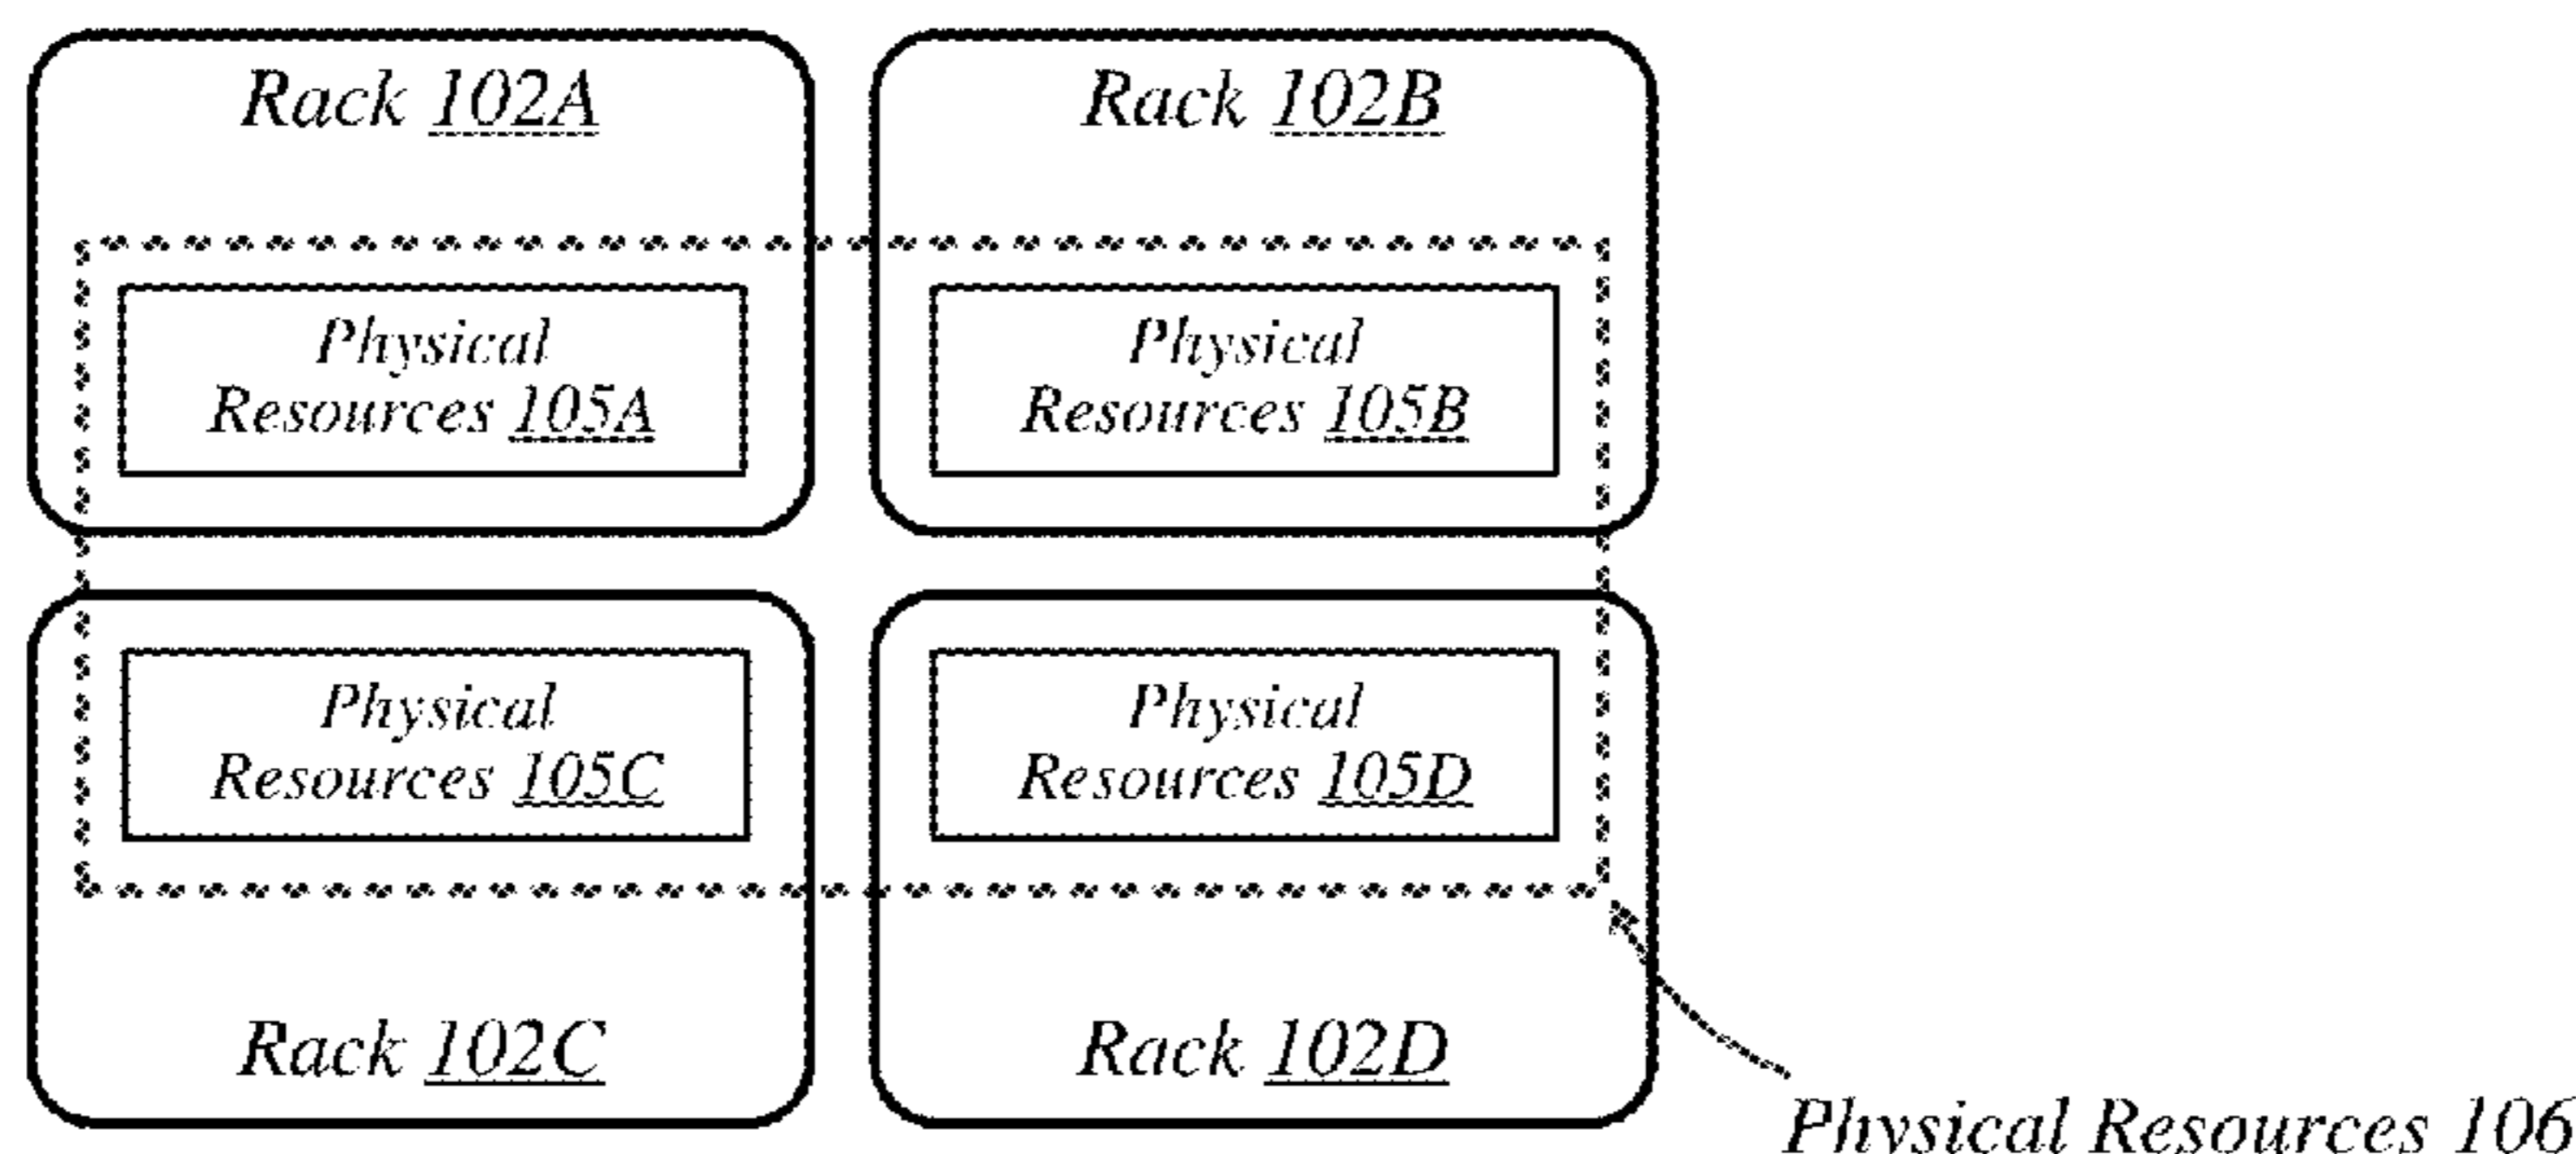 Rack 102A
Rack 102B
Physical
Resources 105A
Physical
Resources 105B
Physical
Resources 105C
Physical
Resources 105D
Rack 102C
Rack 102D
Physical Resources 106